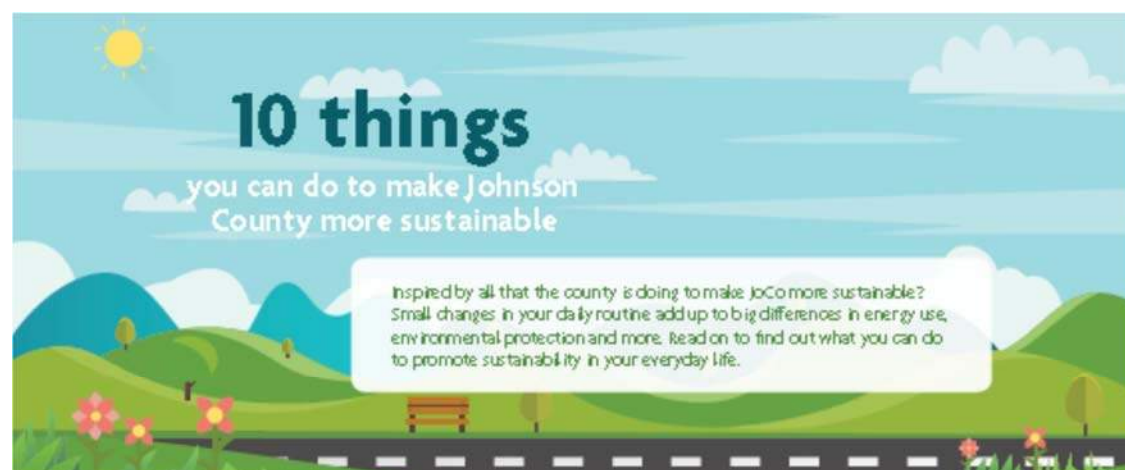 10 things
you can do to make Johnson
County more sustainable
Inspired by all that the county is doing to make JoCo more sustainable?
Small changes in your daily routine add up to big differences in energy use,
environmental protection and more. Read on to find out what you can do
to promote sustainability in your everyday life.